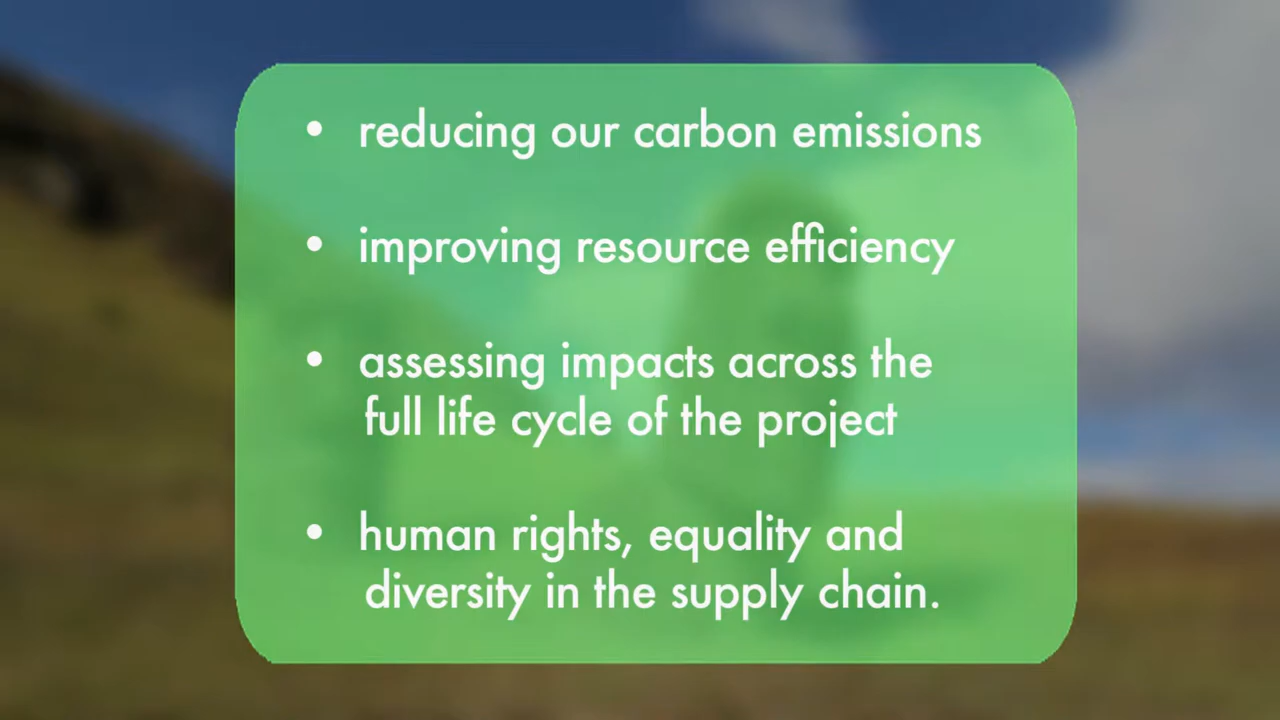 • reducing our carbon emissions
• improving resource efficiency
• assessing impacts across the
full life cycle of the project
• human rights, equality and
diversity in the supply chain.